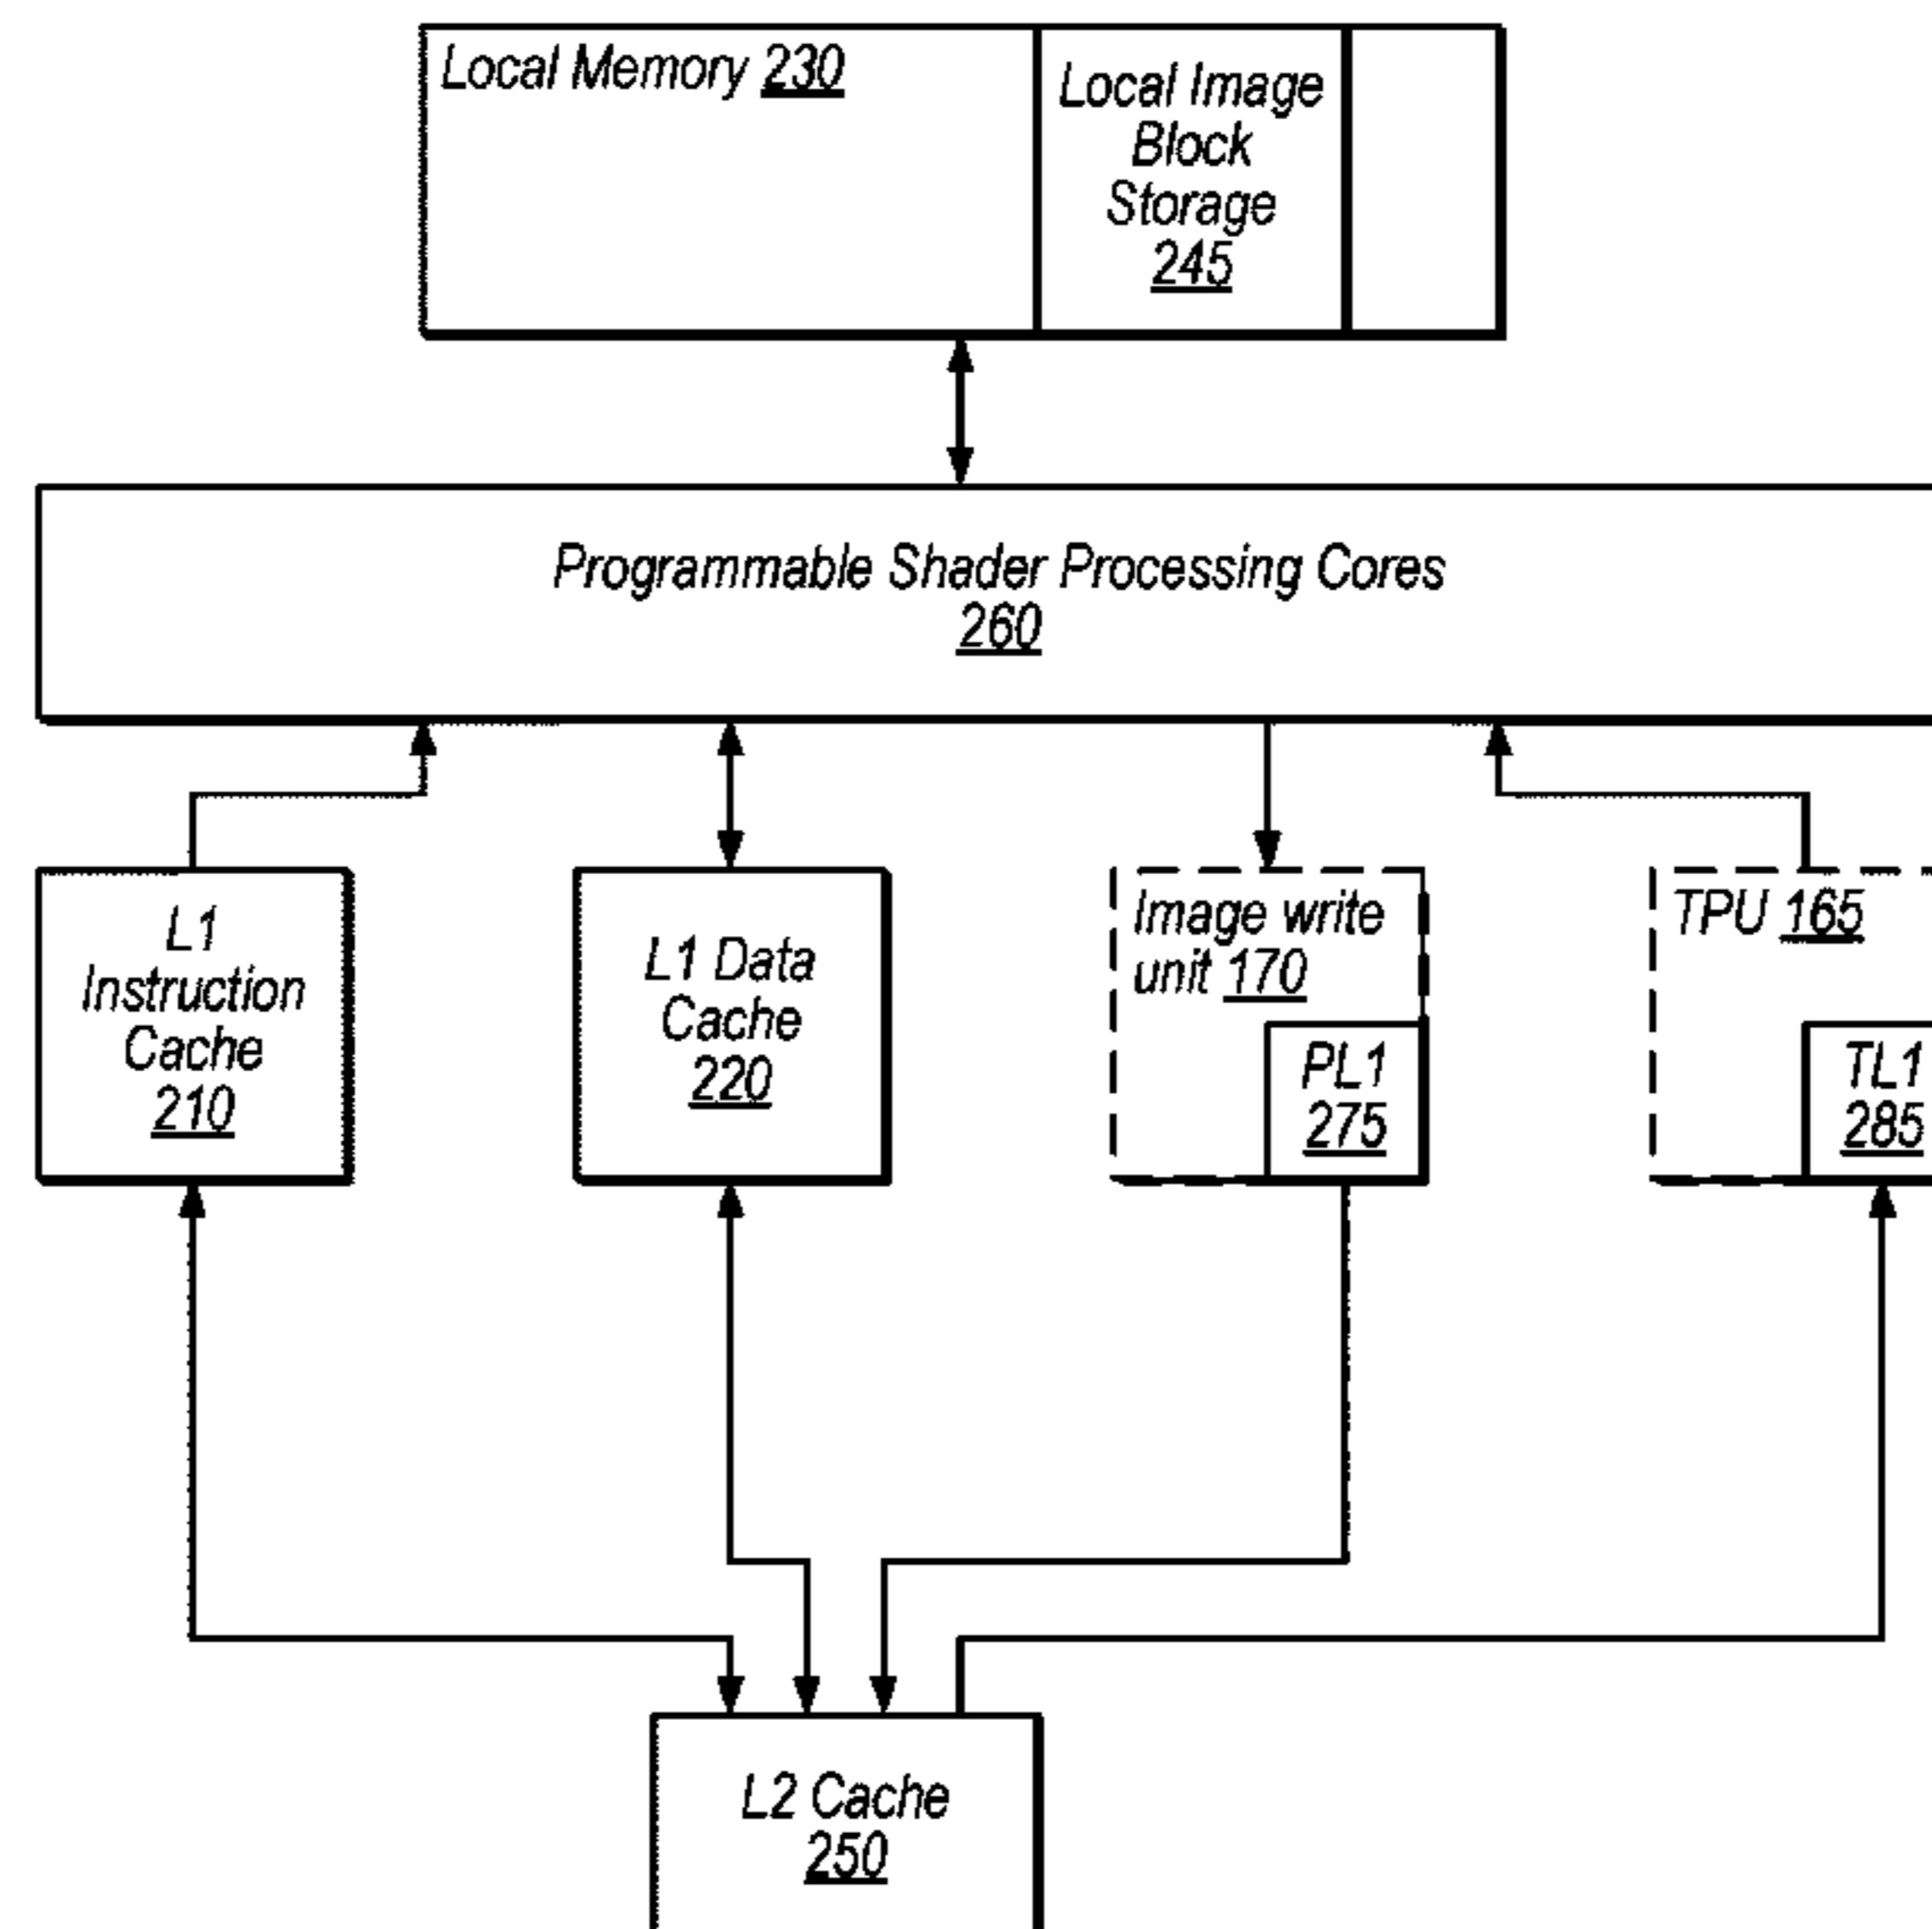 Local Memory 230
Local Image
Block
Storage
245
Programmable Shader Processing Cores
260
L1
Instruction
Cache
210
L1 Data
Cache
220
Image write
unit 170
PL1
275
TPU 165
TL1
285
L2 Cache
250